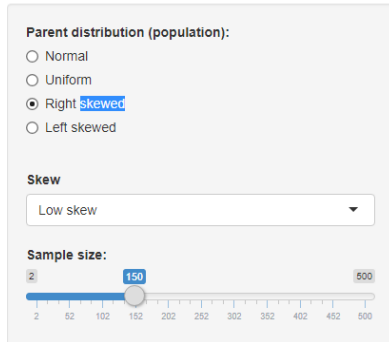 Parent distribution (population):
Normal
Uniform
Right skewed
Left skewed
Skew
Low skew
Sample size:
2 150 500
2 52 102 152 202 252 302 352 402 452 500